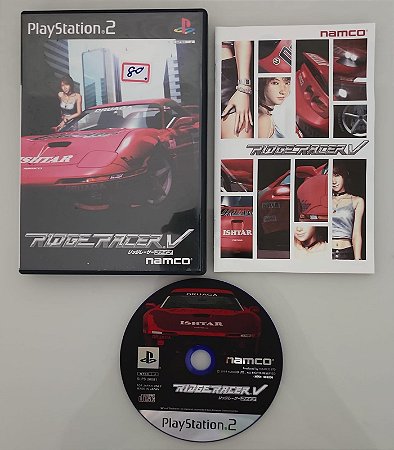 PlayStation®2
80
DRUAGA
ISHTAR
RIDGE RACER V
リッジレーサーファイブ
namco
namco
RIDGE RACER V
ISHTAR
DRUAGA
ISHTAR
namco
RIDGE RACER V
リッジレーサーファイブ
PlayStation®2